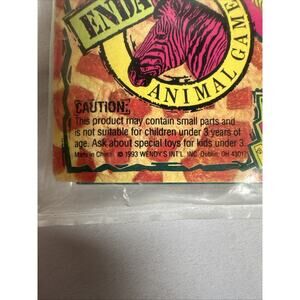 ENDA
ANIMAL GAME
CAUTION:
This product may contain small parts and
is not suitable for children under 3 years of
age. Ask about special toys for kids under 3.
Made in China © 1993 WENDY'S INT'L. INC. Dublin, OH 43017